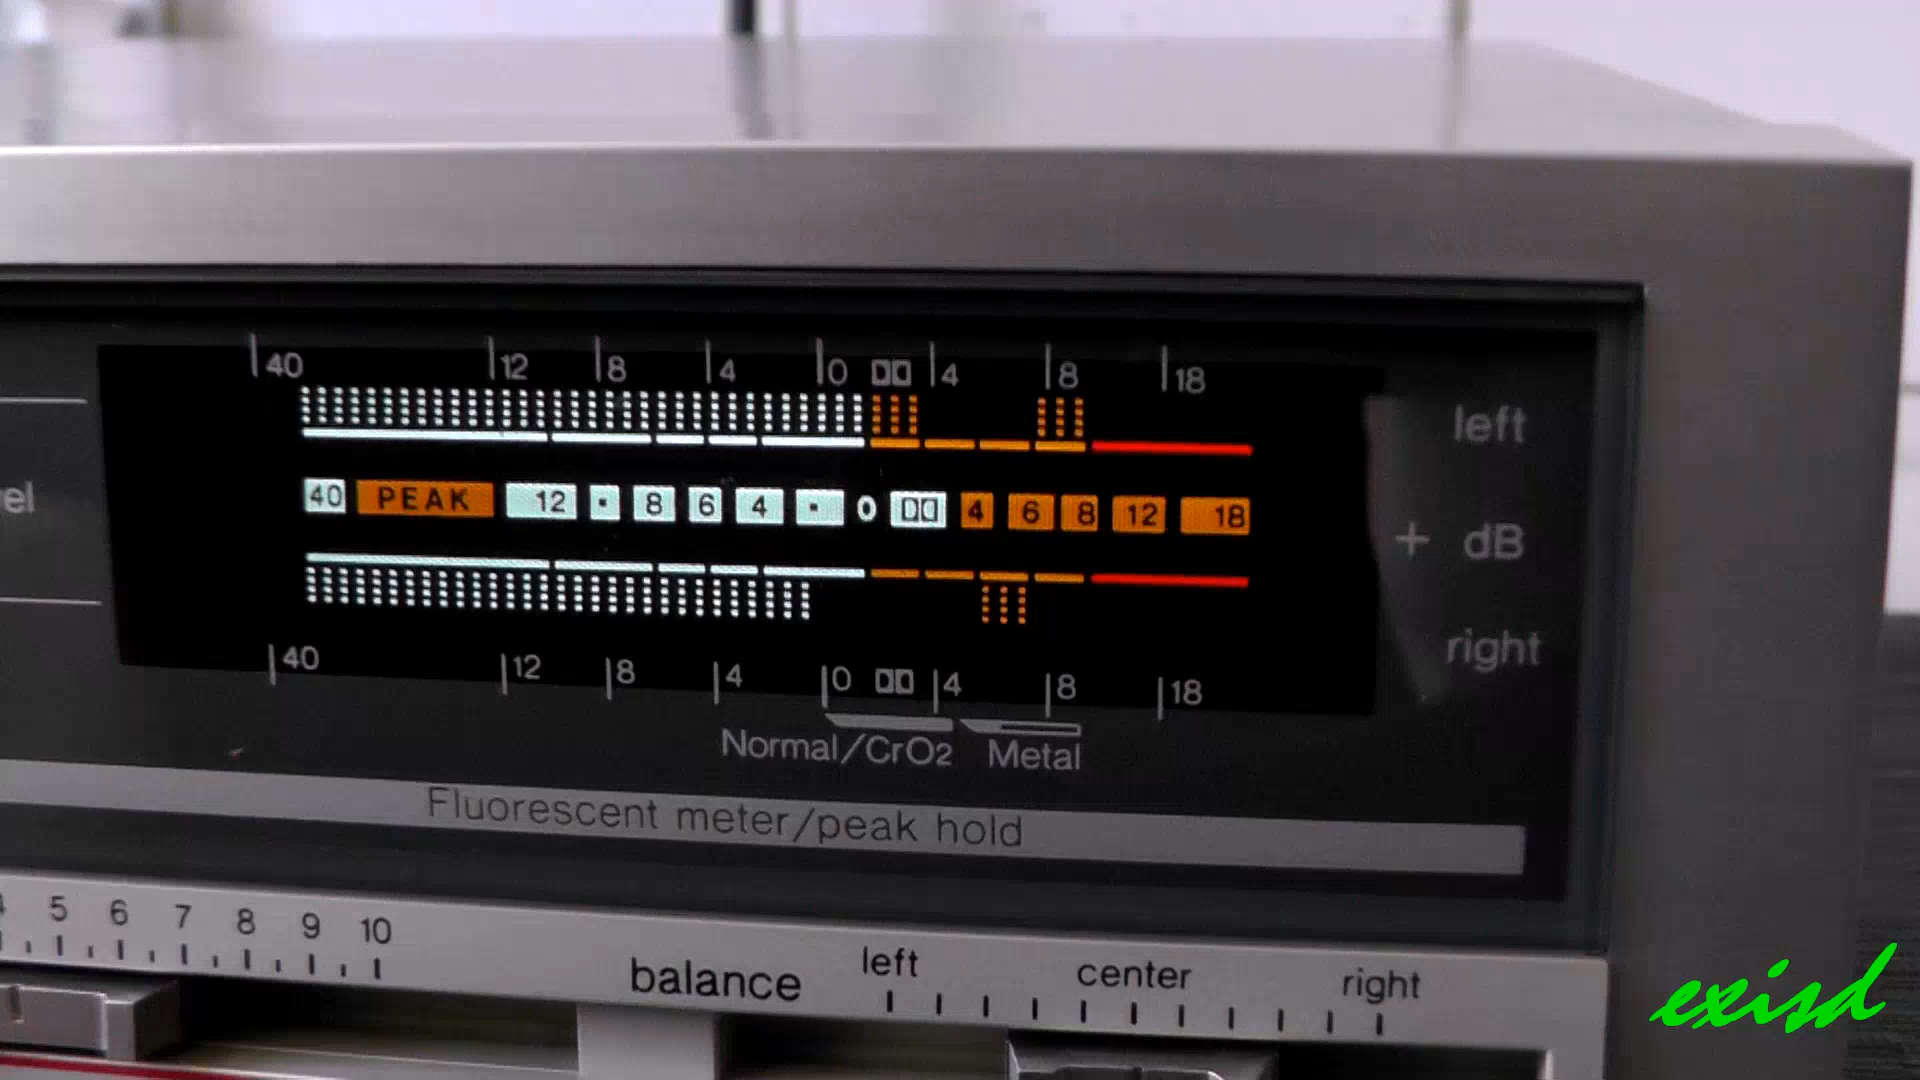 40 12 8 4 0 4 8 18
left
40 PEAK 12 · 8 6 4 · 0 4 6 8 12 18
+ dB
right
40 12 8 4 0 4 8 18
Normal/CrO2 Metal
Fluorescent meter/peak hold
5 6 7 8 9 10
balance left center right
exisd